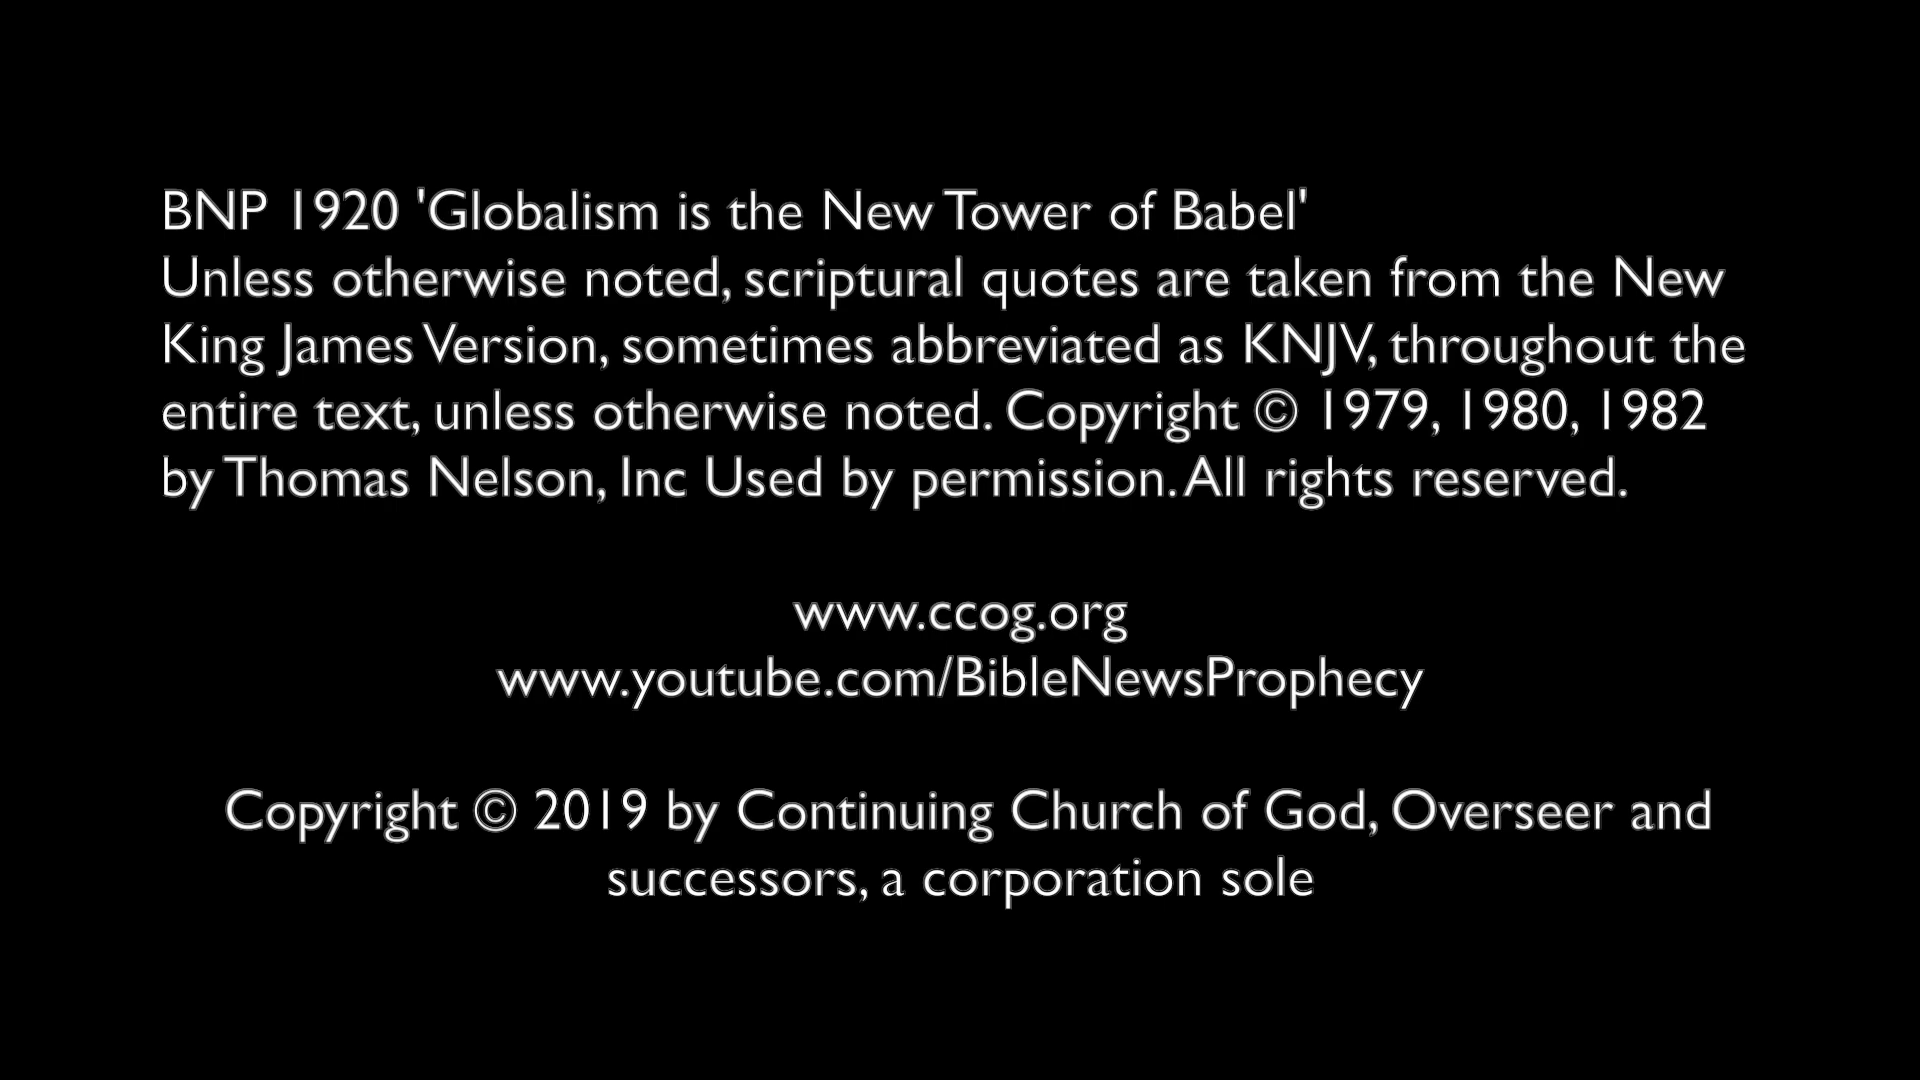 BNP 1920 'Globalism is the New Tower of Babel'
Unless otherwise noted, scriptural quotes are taken from the New
King James Version, sometimes abbreviated as KNJV, throughout the
entire text, unless otherwise noted. Copyright © 1979, 1980, 1982
by Thomas Nelson, Inc Used by permission. All rights reserved.
www.ccog.org
www.youtube.com/BibleNewsProphecy
Copyright © 2019 by Continuing Church of God, Overseer and
successors, a corporation sole